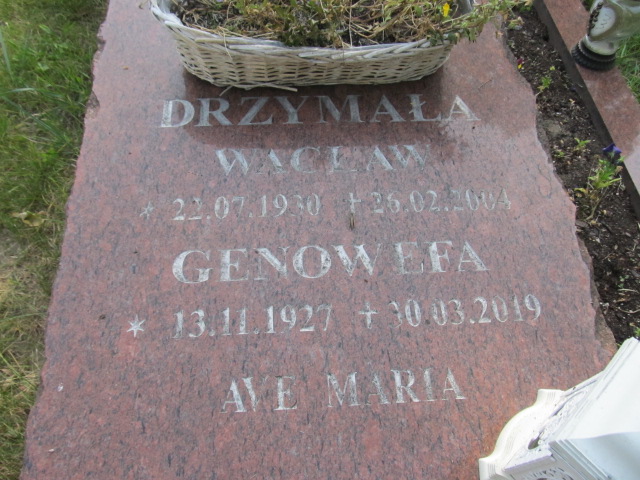 DRZYMAŁA
WACŁAW
* 22.07.1930 +26.02.2004
GENOWEFA
* 13.11.1927 + 30.03.2019
AVE MARIA